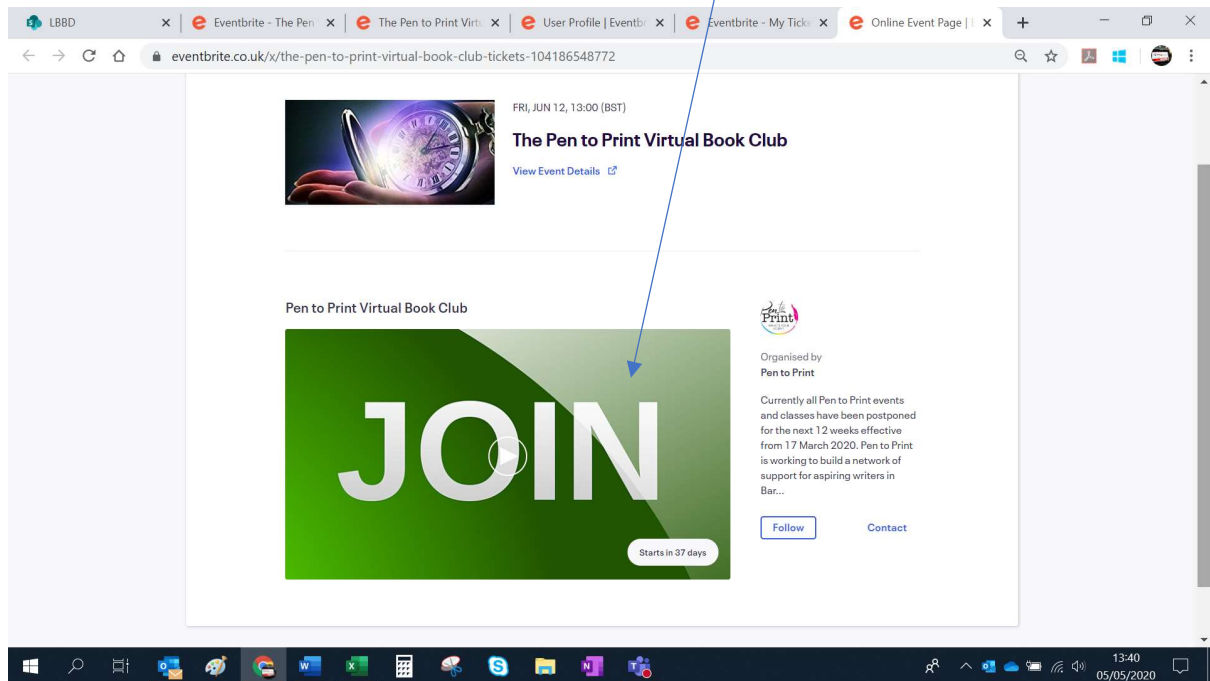 LBBD
Eventbrite - The Pen
The Pen to Print Virtu
User Profile | Eventbr
Eventbrite - My Ticke
Online Event Page | E
eventbrite.co.uk/x/the-pen-to-print-virtual-book-club-tickets-104186548772
FRI, JUN 12, 13:00 (BST)
The Pen to Print Virtual Book Club
View Event Details
Pen to Print Virtual Book Club
JOIN
Starts in 37 days
Pen to
Print
Organised by
Pen to Print
Currently all Pen to Print events
and classes have been postponed
for the next 12 weeks effective
from 17 March 2020. Pen to Print
is working to build a network of
support for aspiring writers in
Bar...
Follow
Contact
13:40
05/05/2020